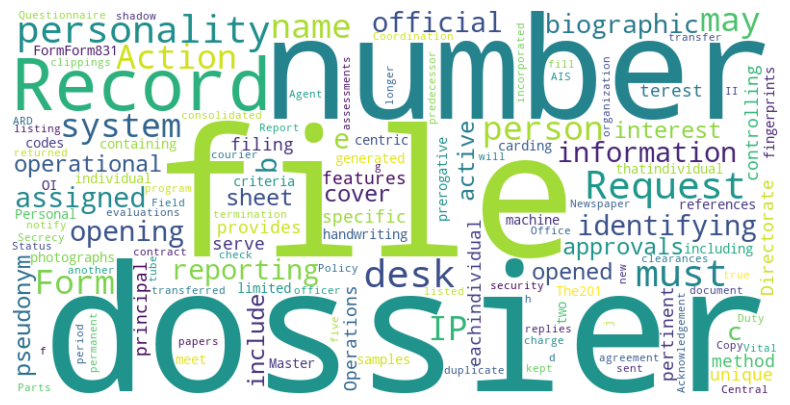 Questionnaire
shadow
personality
name
official
Coordination
biographic
may
transfer
FormForm831
Action
clippings
Record
number
Agent
assessments
longer
predecessor
incorporated
fill
AIS
organization
terest
II
ARD
listing
system
consolidated
Report
file
person
interest
controlling
fingerprints
codes
containing
filing
e
centric
carding
returned
operational
courier
generated
g
active
prerogative
will
thatindividual
information
OI
individual
b
criteria
features
program
sheet
cover
assigned
Personal
evaluations
Field
specific
machine
Newspaper
Request
references
notify
opening
provides
termination
handwriting
Office
identifying
Status
Secrecy
contract
check
serve
approvals
including
photographs
another
Form
reporting
Policy
desk
must
Directorate
pseudonym
principal
tube
transferred
limited
officer
listed
eachindividual
opened
clearances
security
new
true
The201
h
document
dossier
include
Operations
five
IP
replies
d
two
j
pertinent
Acknowledgement
c
Duty
Copy
Vital
method
f
period
permanent
papers
Master
samples
charge
meet
duplicate
kept
agreement
sent
unique
Parts
Central